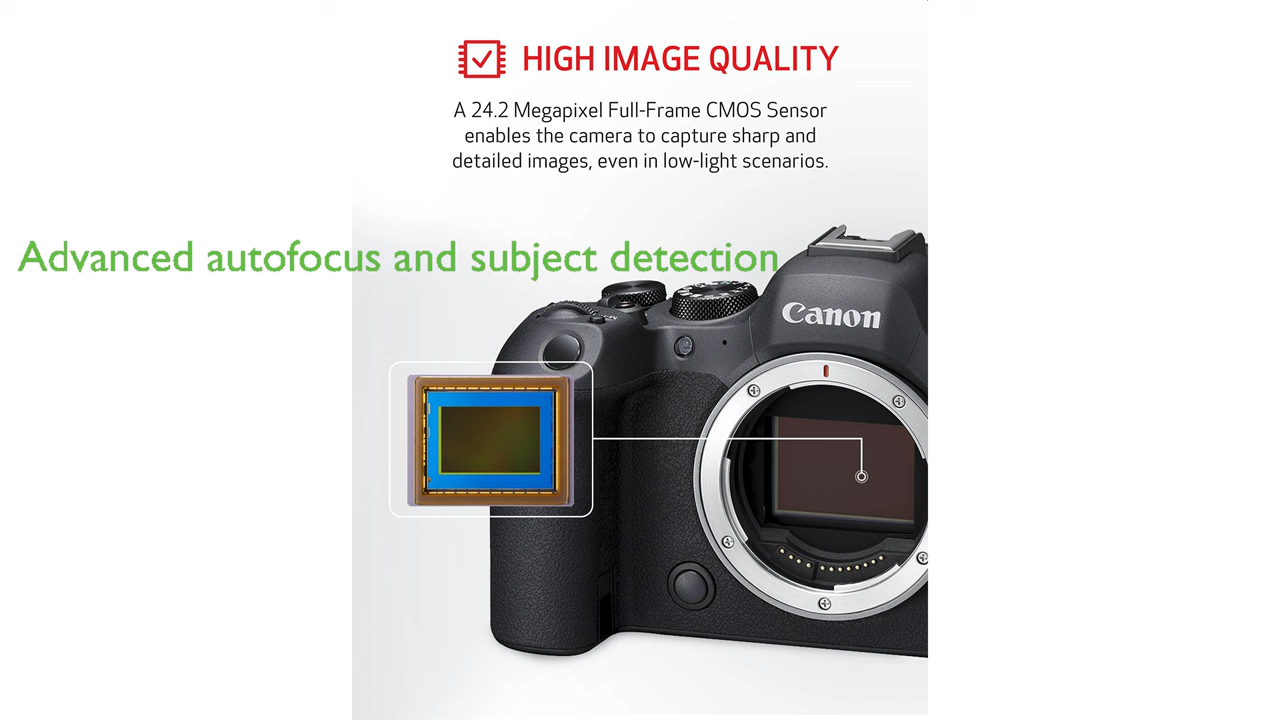 HIGH IMAGE QUALITY
A 24.2 Megapixel Full-Frame CMOS Sensor
enables the camera to capture sharp and
detailed images, even in low-light scenarios.
Advanced autofocus and subject detection
Canon